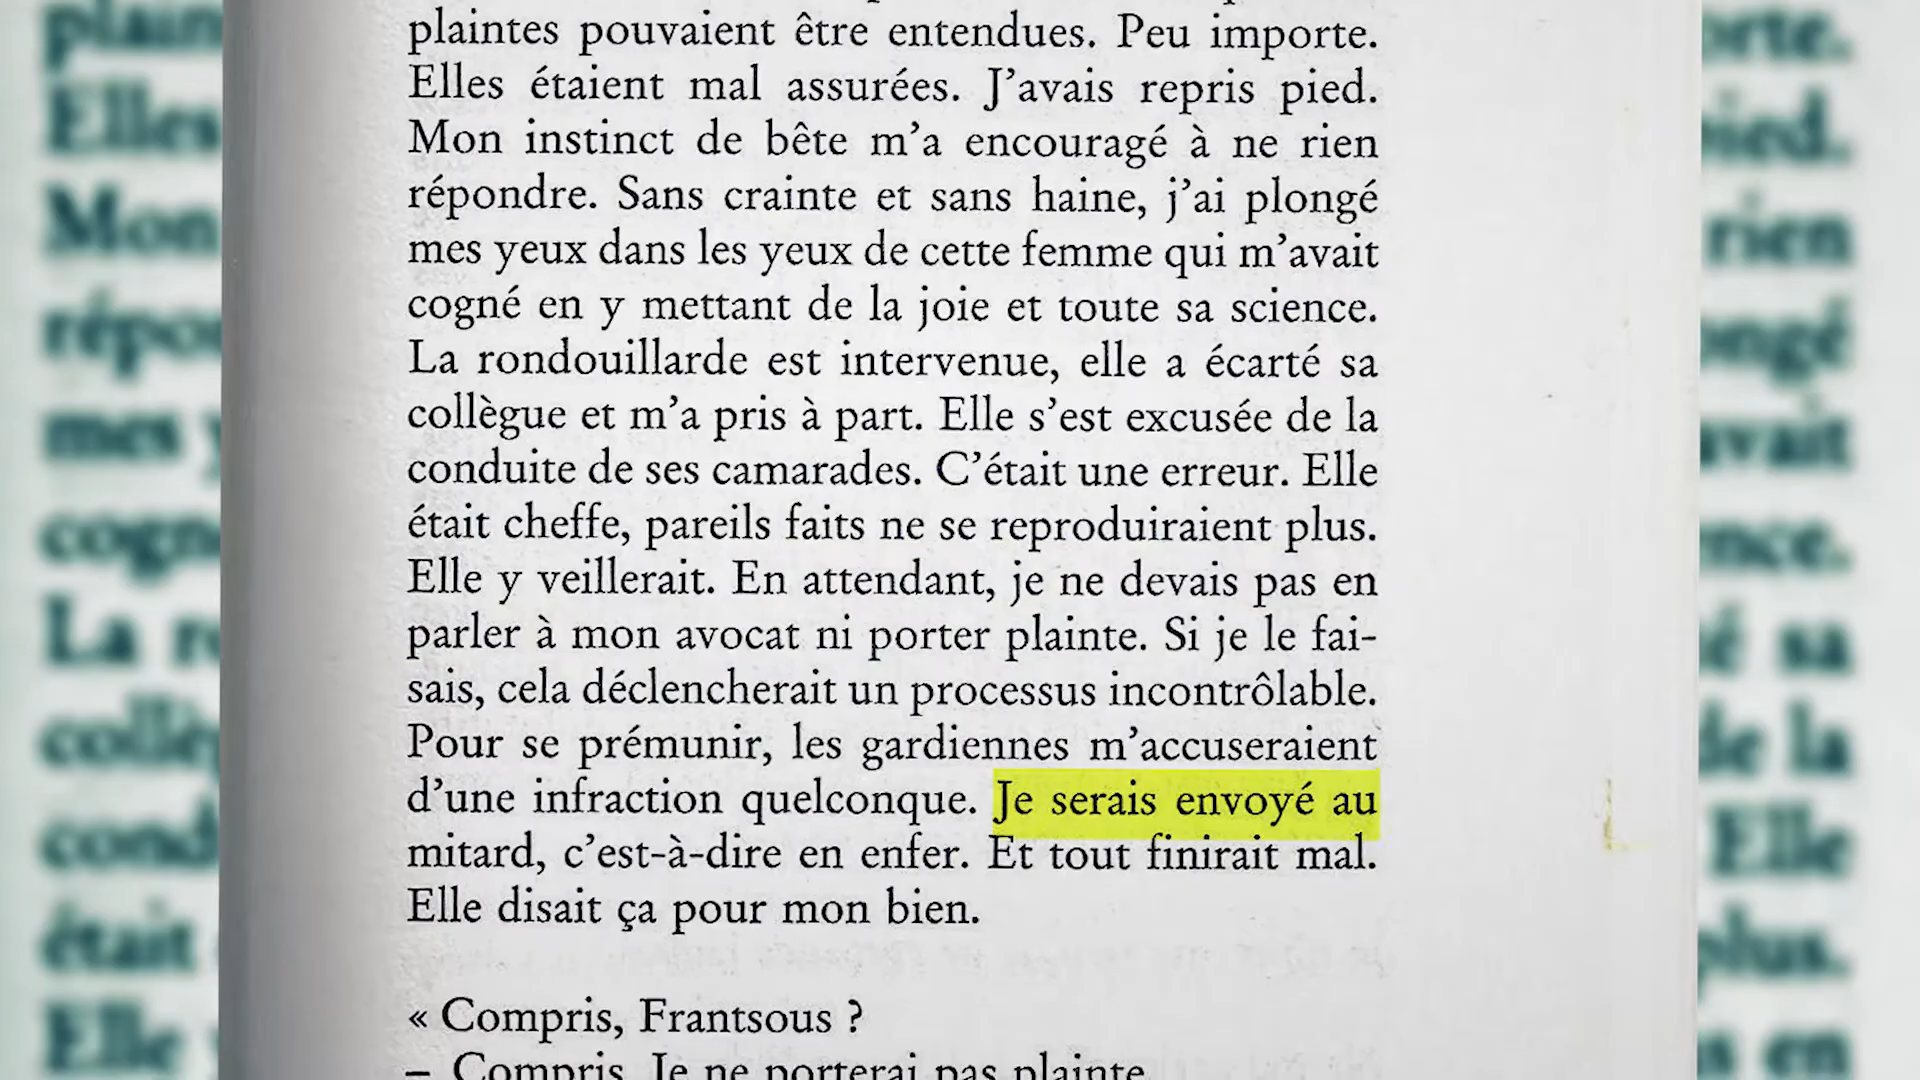 plaintes pouvaient être entendues. Peu importe.
Elles étaient mal assurées. J’avais repris pied.
Mon instinct de bête m’a encouragé à ne rien
répondre. Sans crainte et sans haine, j’ai plongé
mes yeux dans les yeux de cette femme qui m’avait
cogné en y mettant de la joie et toute sa science.
La rondouillarde est intervenue, elle a écarté sa
collègue et m’a pris à part. Elle s’est excusée de la
conduite de ses camarades. C’était une erreur. Elle
était cheffe, pareils faits ne se reproduiraient plus.
Elle y veillerait. En attendant, je ne devais pas en
parler à mon avocat ni porter plainte. Si je le fai-
sais, cela déclencherait un processus incontrôlable.
Pour se prémunir, les gardiennes m’accuseraient
d’une infraction quelconque. Je serais envoyé au
mitard, c’est-à-dire en enfer. Et tout finirait mal.
Elle disait ça pour mon bien.
« Compris, Frantsous ?
– Compris. Je ne porterai pas plainte.